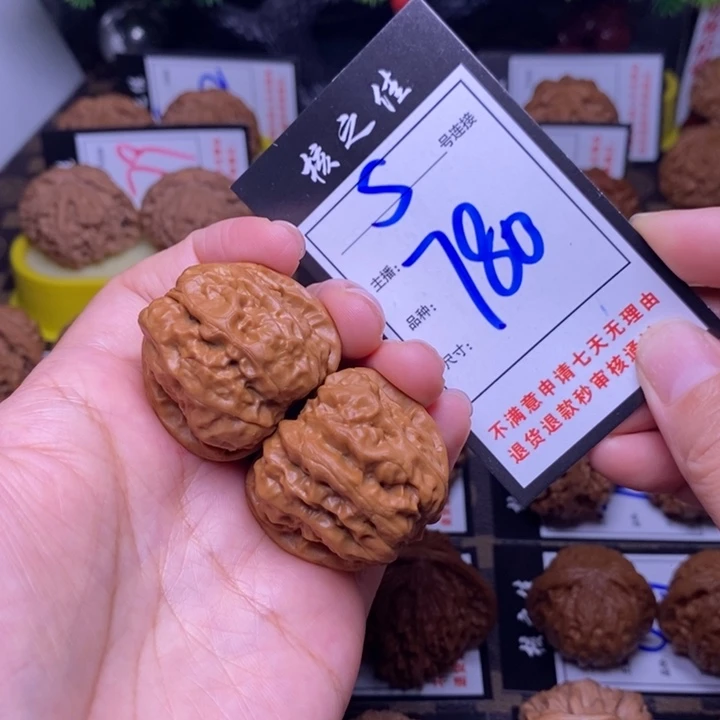 核之佳
5 号连接
主播：
780
品种：
尺寸：
不满意申请七天无理由
退货退款秒审核通